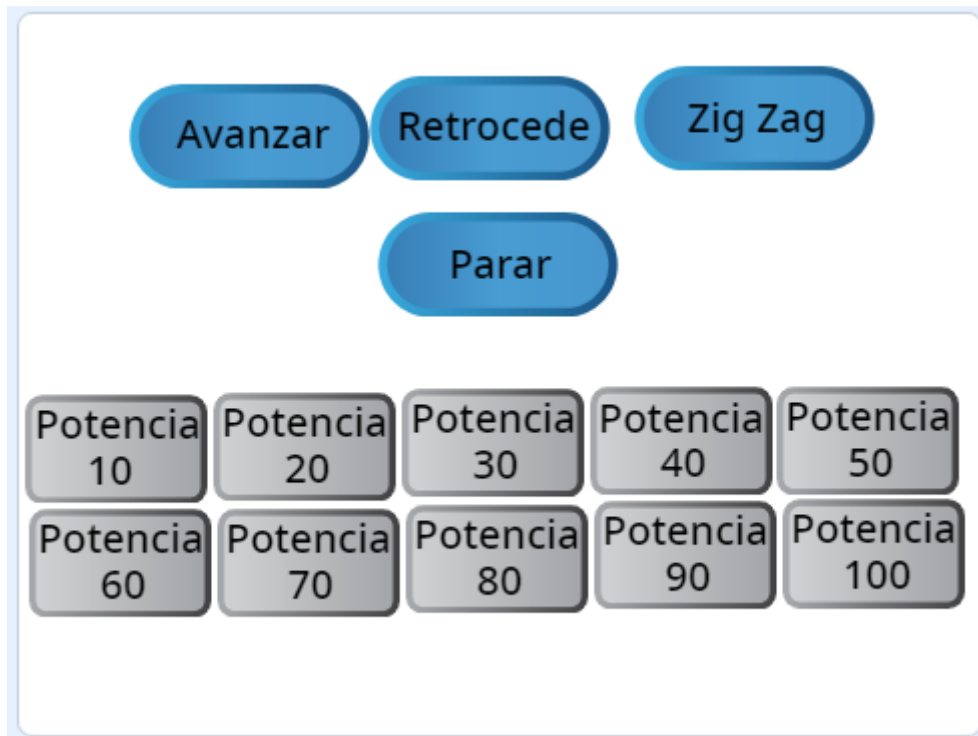 Avanzar
Retrocede
Zig Zag
Parar
Potencia
10
Potencia
20
Potencia
30
Potencia
40
Potencia
50
Potencia
60
Potencia
70
Potencia
80
Potencia
90
Potencia
100